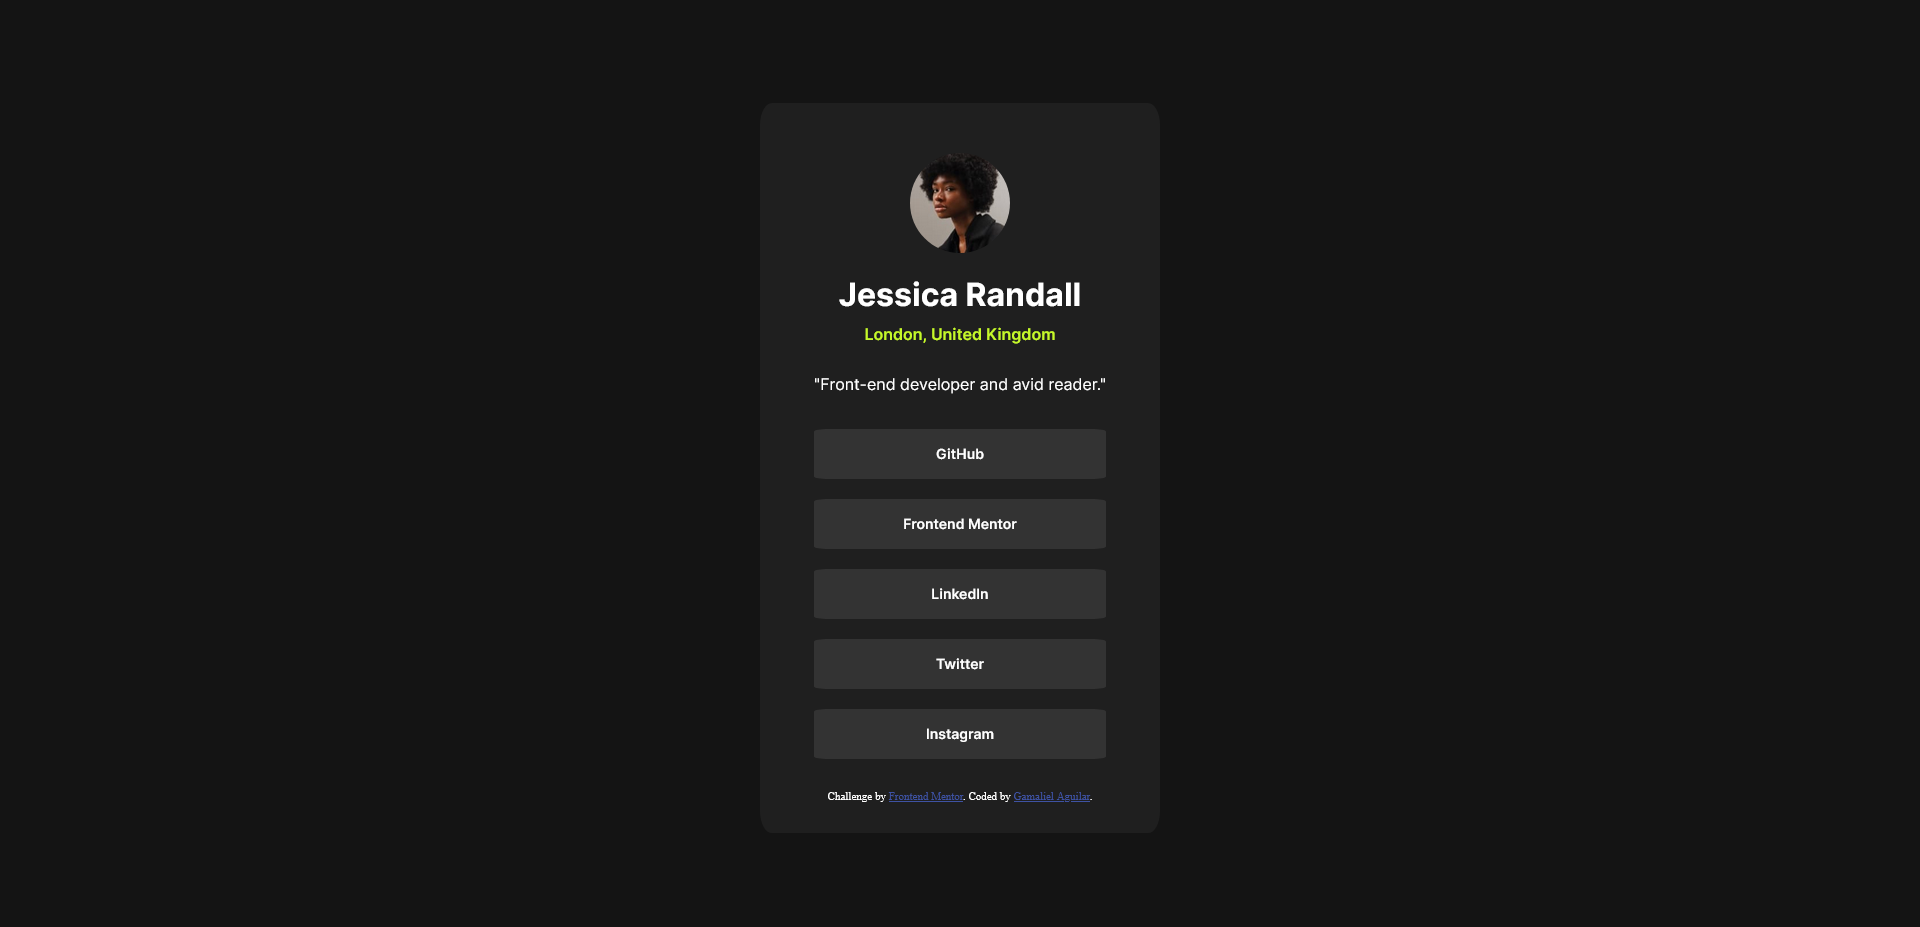 Jessica Randall
London, United Kingdom
"Front-end developer and avid reader."
GitHub
Frontend Mentor
LinkedIn
Twitter
Instagram
Challenge by Frontend Mentor. Coded by Gamaliel Aguilar.